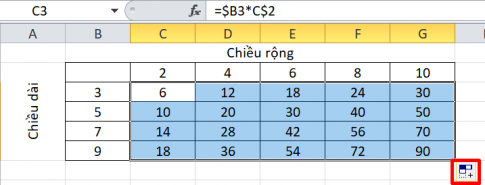 C3 fx =$B3*C$2
A B C D E F G
Chiều rộng
2 4 6 8 10
Chiều dài
3 6 12 18 24 30
5 10 20 30 40 50
7 14 28 42 56 70
9 18 36 54 72 90